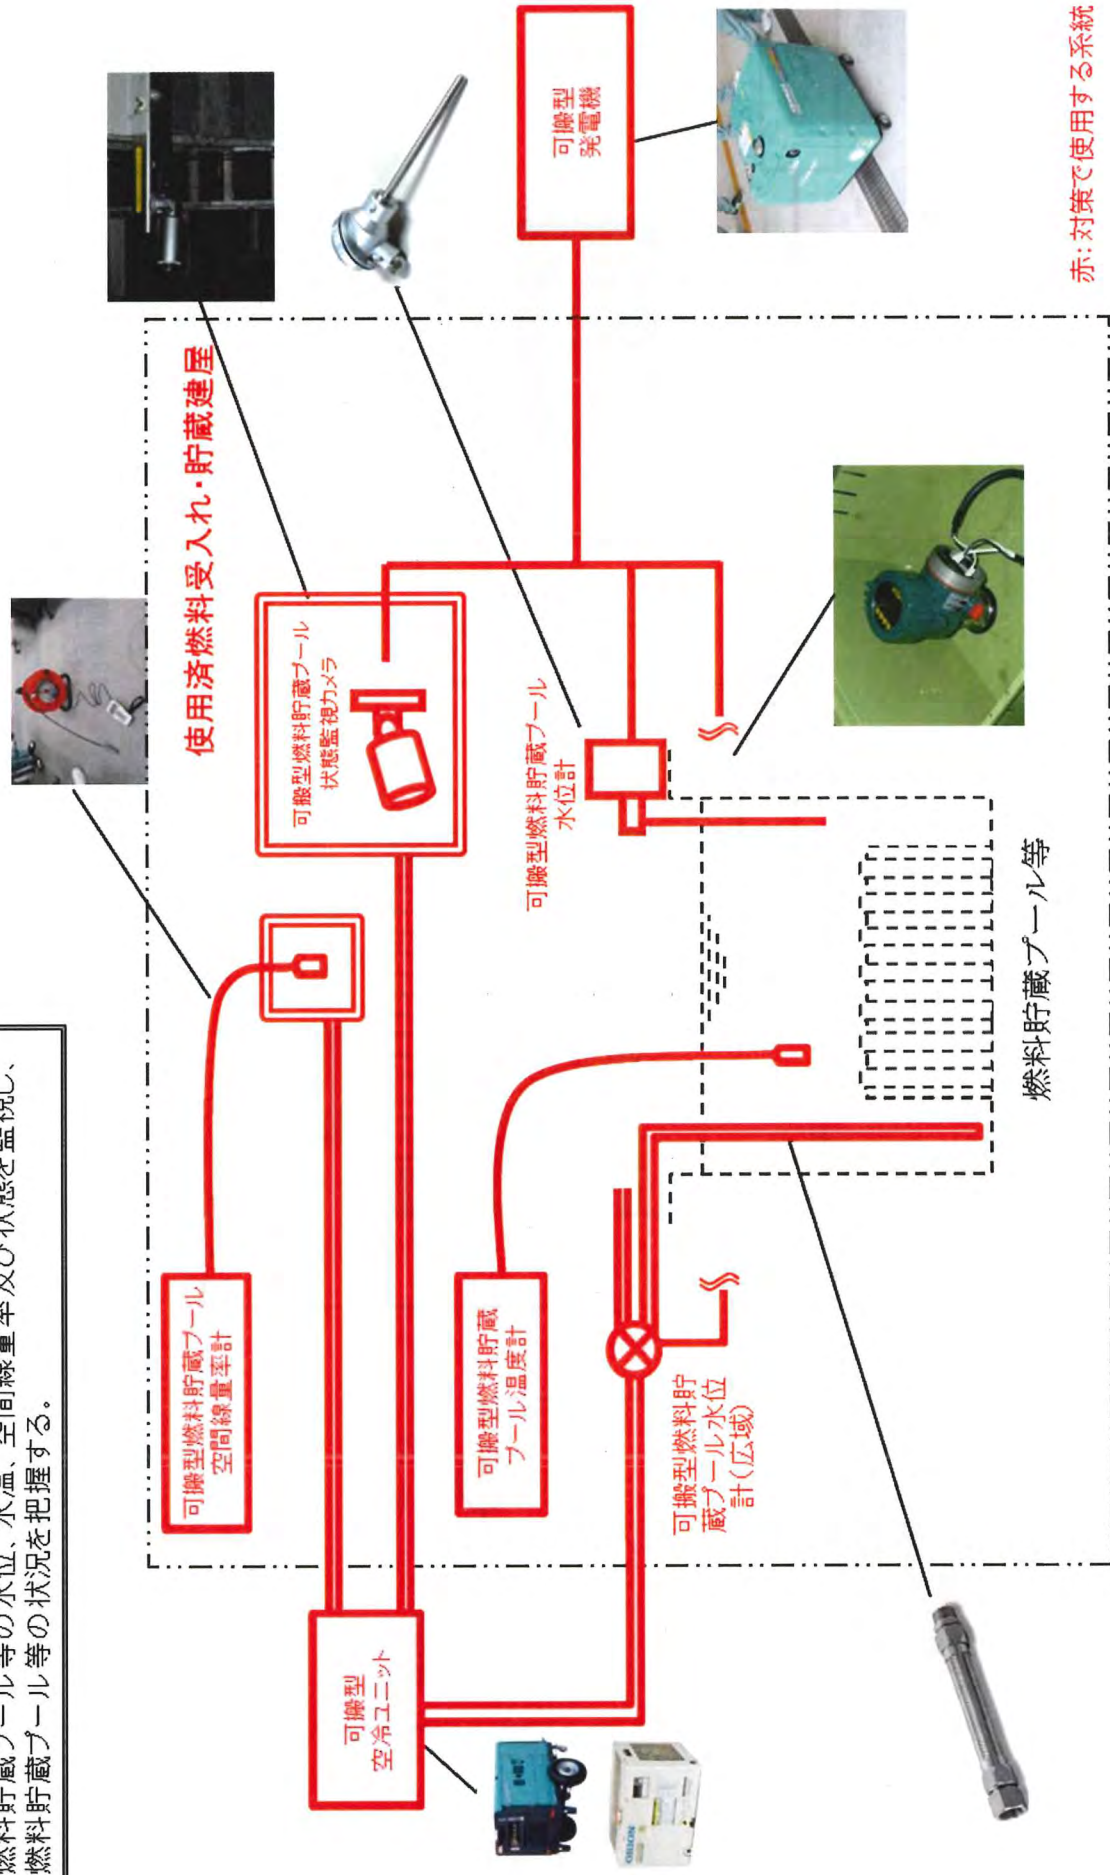 燃料貯蔵プール等の水位、水温、空間線量率及び状態を監視し、
燃料貯蔵プール等の状況を把握する。
使用済燃料受入れ・貯蔵建屋
可搬型燃料貯蔵プール
空間線量率計
可搬型燃料貯蔵プール
状態監視カメラ
可搬型
空冷ユニット
可搬型燃料貯蔵
プール温度計
可搬型燃料貯蔵プール
水位計
可搬型
発電機
可搬型燃料貯
蔵プール水位
計(広域)
ORION
燃料貯蔵プール等
赤:対策で使用する系統